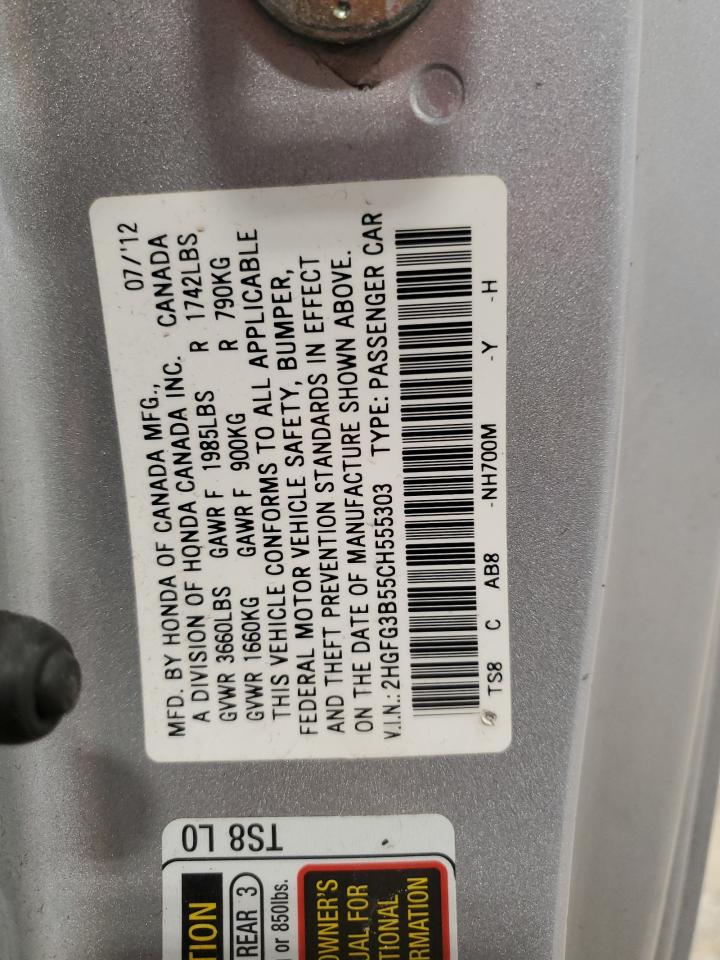 07/'12
MFD. BY HONDA OF CANADA MFG.,
A DIVISION OF HONDA CANADA INC. CANADA
GVWR 3660LBS GAWR F 1985LBS R 1742LBS
GVWR 1660KG GAWR F 900KG R 790KG
THIS VEHICLE CONFORMS TO ALL APPLICABLE
FEDERAL MOTOR VEHICLE SAFETY, BUMPER,
AND THEFT PREVENTION STANDARDS IN EFFECT
ON THE DATE OF MANUFACTURE SHOWN ABOVE.
V.I.N.: 2HGFG3B55CH555303 TYPE: PASSENGER CAR
TS8 C AB8 -NH700M -Y -H
TS8 L0
TION
REAR 3
or 850lbs.
OWNER'S
UAL FOR
TIONAL
RMATION